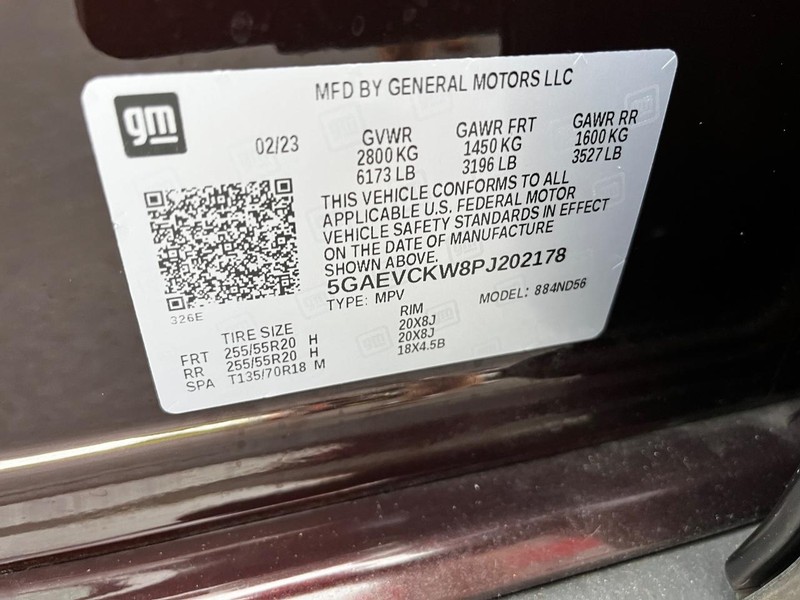 gm
MFD BY GENERAL MOTORS LLC
02/23
GVWR GAWR FRT GAWR RR
2800 KG 1450 KG 1600 KG
6173 LB 3196 LB 3527 LB
THIS VEHICLE CONFORMS TO ALL
APPLICABLE U.S. FEDERAL MOTOR
VEHICLE SAFETY STANDARDS IN EFFECT
ON THE DATE OF MANUFACTURE
SHOWN ABOVE.
5GAEVCKW8PJ202178
TYPE: MPV MODEL: 884ND56
326E
TIRE SIZE RIM
FRT 255/55R20 H 20X8J
RR 255/55R20 H 20X8J
SPA T135/70R18 M 18X4.5B